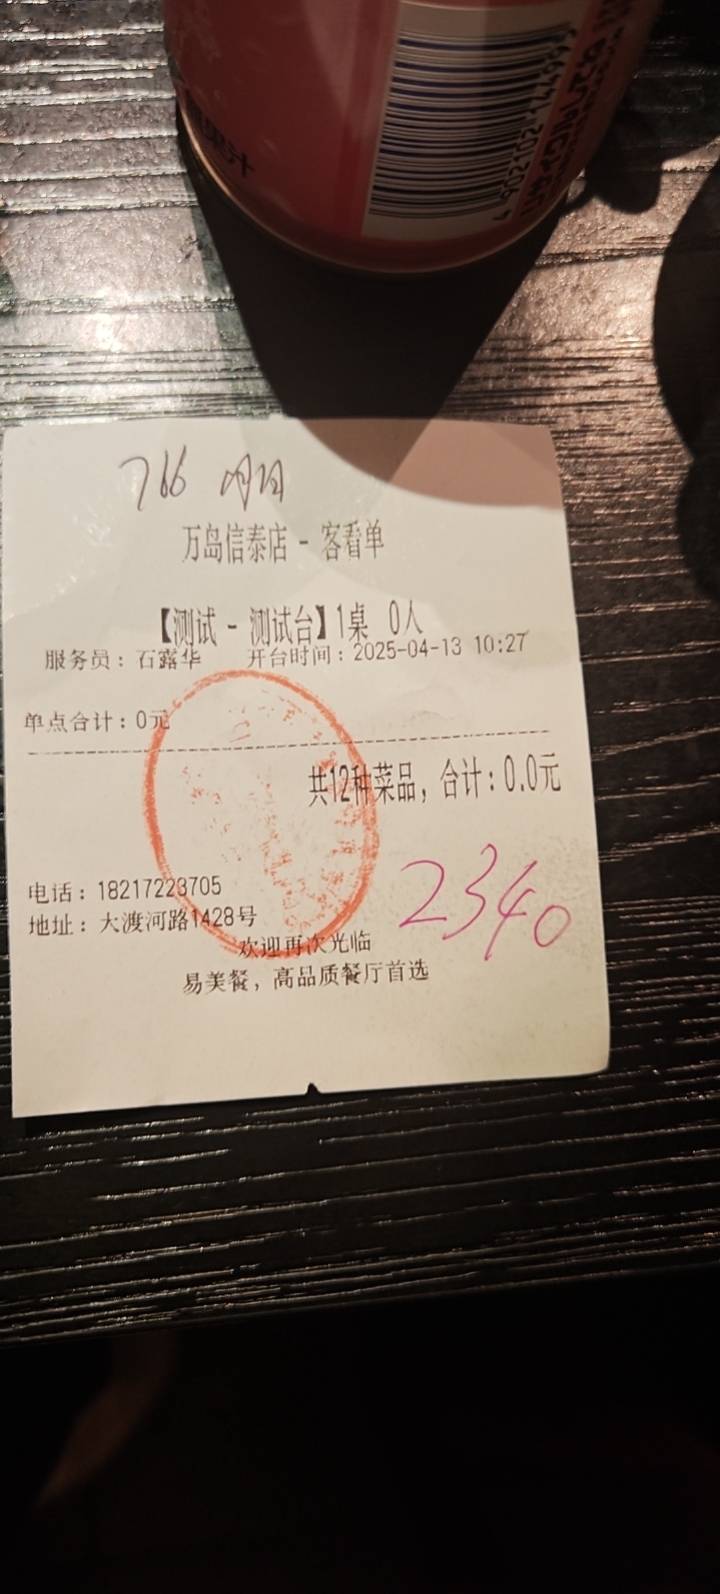 果汁
766
万岛信泰店 - 客看单
【测试 - 测试台】1桌 0人
服务员：石露华 开台时间：2025-04-13 10:27
单点合计：0元
共12种菜品，合计：0.0元
2340
电话：18217223705
地址：大渡河路1428号
欢迎再次光临
易美餐，高品质餐厅首选